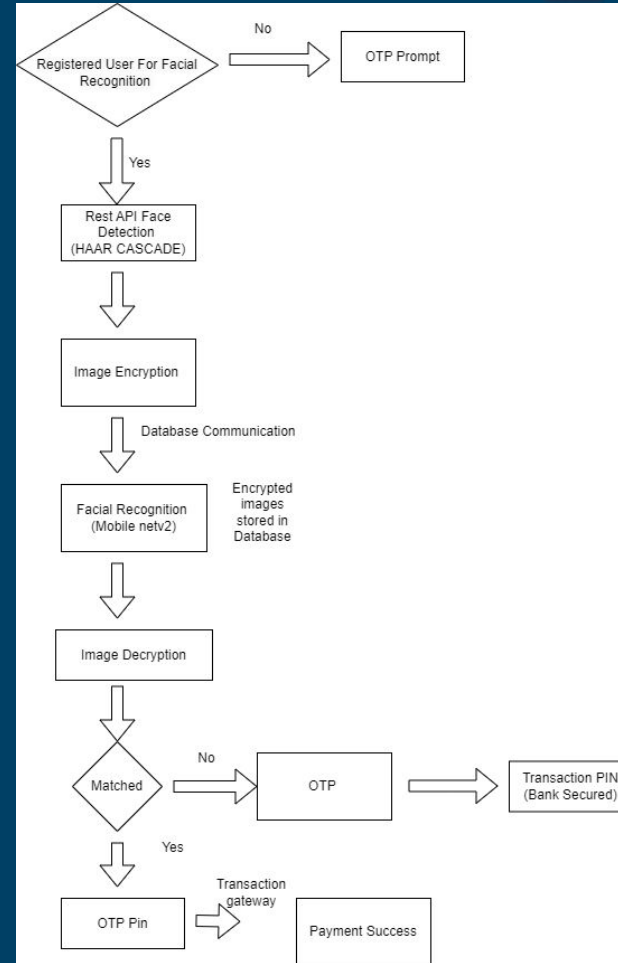 No
Registered User For Facial
Recognition
OTP Prompt
Yes
Rest API Face
Detection
(HAAR CASCADE)
Image Encryption
Database Communication
Facial Recognition
(Mobile netv2)
Encrypted
images
stored in
Database
Image Decryption
No
Matched
OTP
Transaction PIN
(Bank Secured)
Yes
Transaction
gateway
OTP Pin
Payment Success